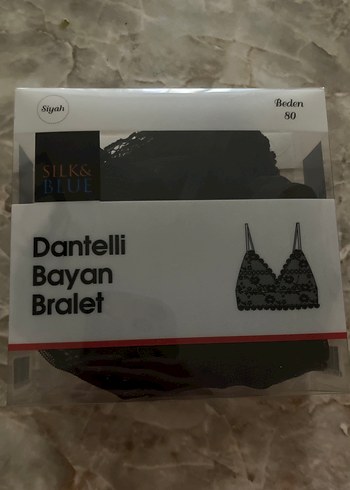 Siyah
Beden
80
SILK&
BLUE
Dantelli
Bayan
Bralet